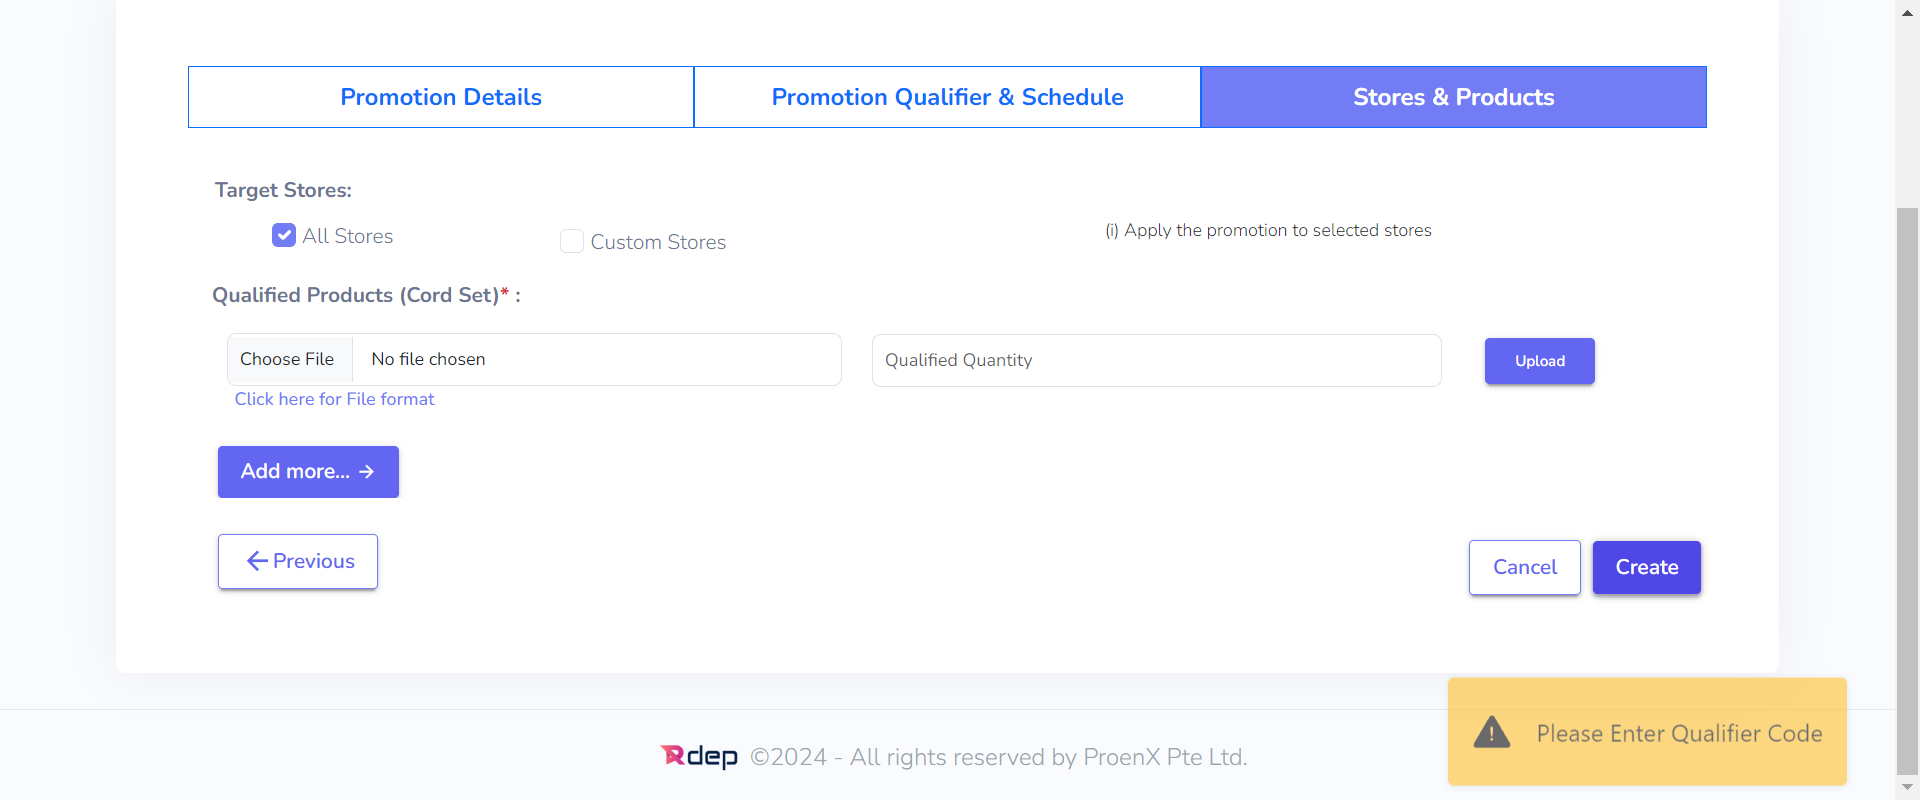 Promotion Details
Promotion Qualifier & Schedule
Stores & Products
Target Stores:
All Stores
Custom Stores
(i) Apply the promotion to selected stores
Qualified Products (Cord Set)* :
Choose File No file chosen
Qualified Quantity
Upload
Click here for File format
Add more... →
← Previous
Cancel
Create
Please Enter Qualifier Code
Rdep ©2024 - All rights reserved by ProenX Pte Ltd.